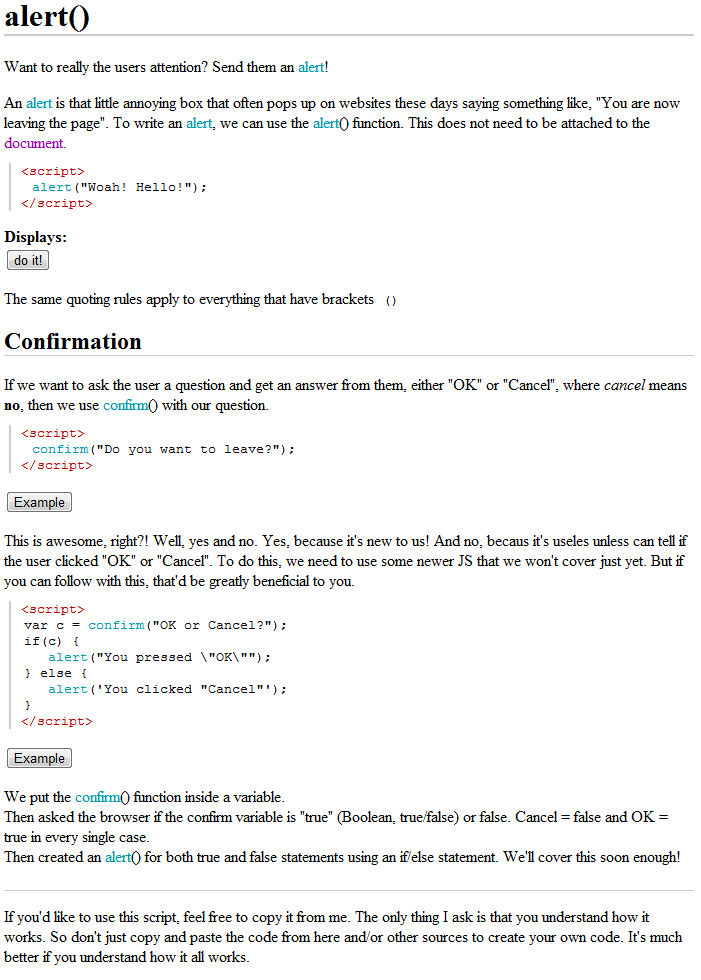 alert()
Want to really the users attention? Send them an alert!
An alert is that little annoying box that often pops up on websites these days saying something like, "You are now
leaving the page". To write an alert, we can use the alert() function. This does not need to be attached to the
document.
<script>
alert("Woah! Hello!");
</script>
Displays:
do it!
The same quoting rules apply to everything that have brackets ()
Confirmation
If we want to ask the user a question and get an answer from them, either "OK" or "Cancel", where cancel means
no, then we use confirm() with our question.
<script>
confirm("Do you want to leave?");
</script>
Example
This is awesome, right?! Well, yes and no. Yes, because it's new to us! And no, becaus it's useles unless can tell if
the user clicked "OK" or "Cancel". To do this, we need to use some newer JS that we won't cover just yet. But if
you can follow with this, that'd be greatly beneficial to you.
<script>
var c = confirm("OK or Cancel?");
if(c) {
alert("You pressed \"OK\"");
} else {
alert('You clicked "Cancel"');
}
</script>
Example
We put the confirm() function inside a variable.
Then asked the browser if the confirm variable is "true" (Boolean, true/false) or false. Cancel = false and OK =
true in every single case.
Then created an alert() for both true and false statements using an if/else statement. We'll cover this soon enough!
If you'd like to use this script, feel free to copy it from me. The only thing I ask is that you understand how it
works. So don't just copy and paste the code from here and/or other sources to create your own code. It's much
better if you understand how it all works.